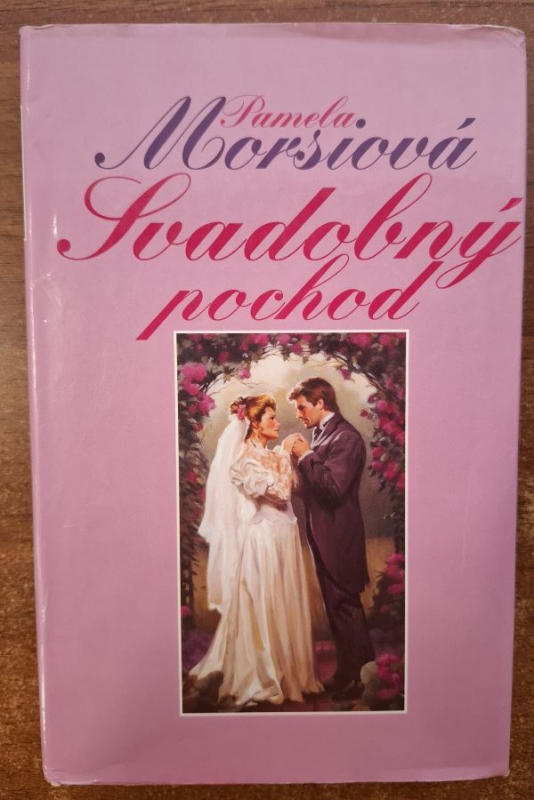 Pamela
Morsiová
Svadobný
pochod